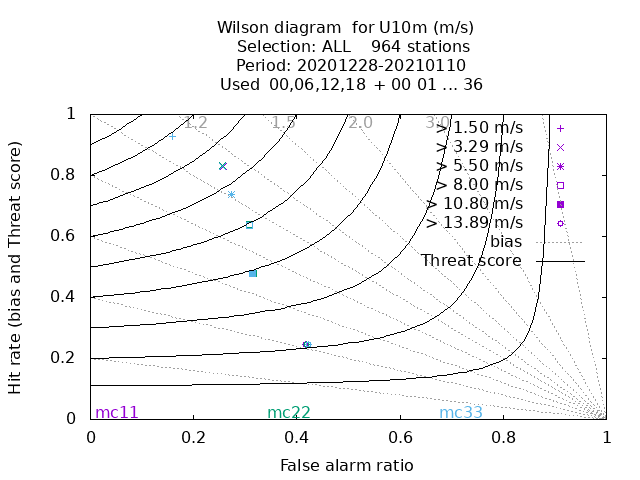 Wilson diagram for U10m (m/s)
Selection: ALL 964 stations
Period: 20201228-20210110
Used 00,06,12,18 + 00 01 ... 36
1.2 1.5 2.0 3.0
> 1.50 m/s
> 3.29 m/s
> 5.50 m/s
> 8.00 m/s
> 10.80 m/s
> 13.89 m/s
bias
Threat score
Hit rate (bias and Threat score)
1
0.8
0.6
0.4
0.2
0
mc11 mc22 mc33
0 0.2 0.4 0.6 0.8 1
False alarm ratio